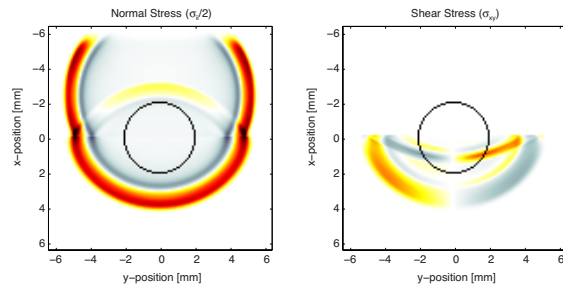 Normal Stress (σᵢᵢ/2)
−6
−4
−2
0
2
4
6
x−position [mm]
−6 −4 −2 0 2 4 6
y−position [mm]
Shear Stress (σₓᵧ)
−6
−4
−2
0
2
4
6
x−position [mm]
−6 −4 −2 0 2 4 6
y−position [mm]